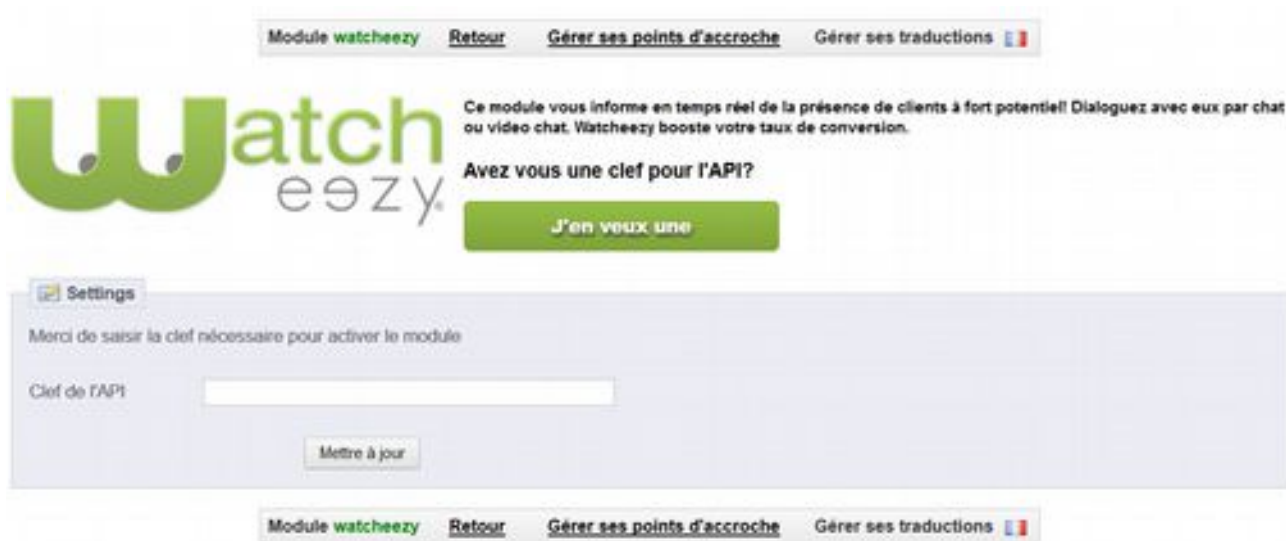 Module watcheezy Retour Gérer ses points d'accroche Gérer ses traductions
Watch
eezy
Ce module vous informe en temps réel de la présence de clients à fort potentiel! Dialoguez avec eux par chat
ou video chat. Watcheezy booste votre taux de conversion.
Avez vous une clef pour l'API?
J'en veux une
Settings
Merci de saisir la clef nécessaire pour activer le module
Clef de l'API
Mettre à jour
Module watcheezy Retour Gérer ses points d'accroche Gérer ses traductions